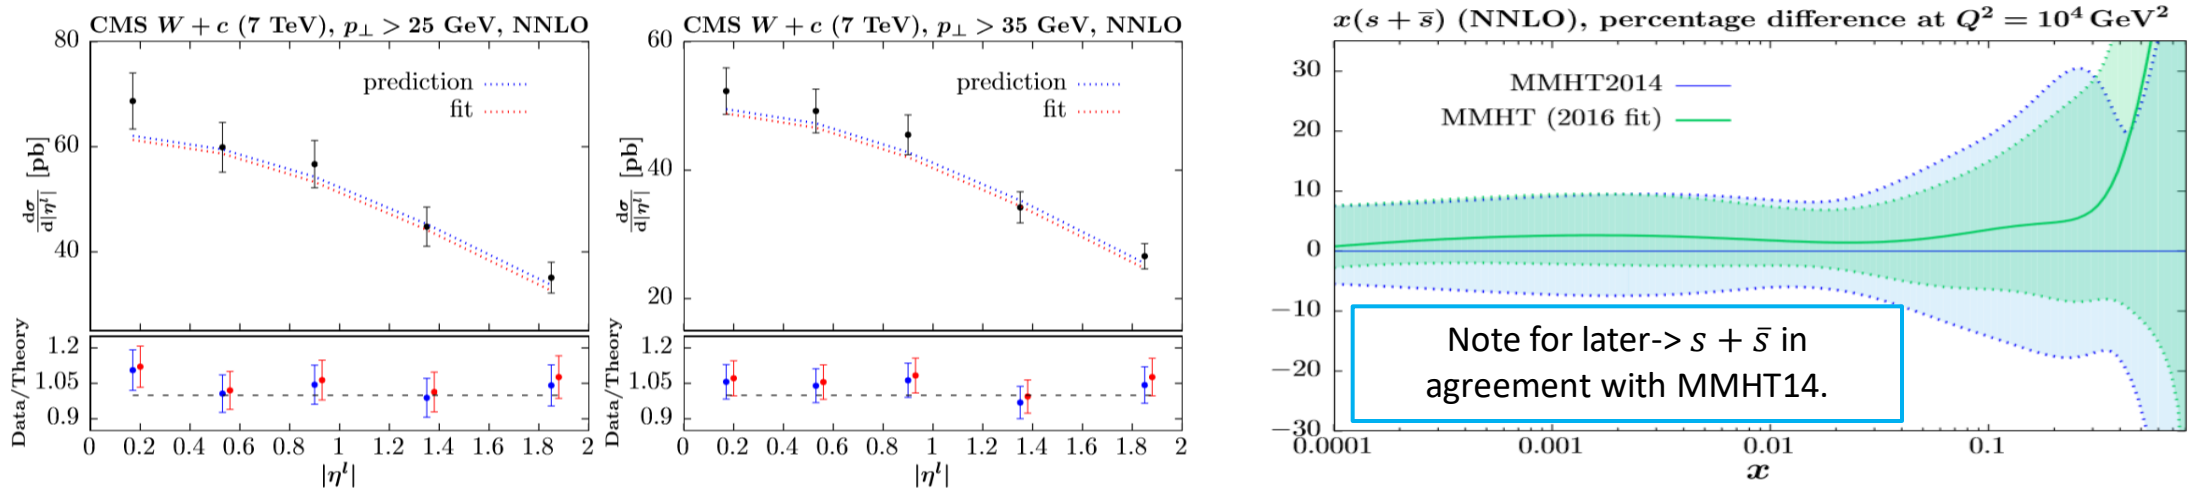 CMS W + c (7 TeV), p⊥ > 25 GeV, NNLO
80
60
40
dσ/d|ηˡ| [pb]
prediction
fit
1.2
1.05
0.9
Data/Theory
0 0.2 0.4 0.6 0.8 1 1.2 1.4 1.6 1.8 2
|ηˡ|
CMS W + c (7 TeV), p⊥ > 35 GeV, NNLO
60
40
20
dσ/d|ηˡ| [pb]
prediction
fit
1.2
1.05
0.9
Data/Theory
0 0.2 0.4 0.6 0.8 1 1.2 1.4 1.6 1.8 2
|ηˡ|
x(s + s̄) (NNLO), percentage difference at Q² = 10⁴ GeV²
30
20
10
0
−10
−20
−30
MMHT2014
MMHT (2016 fit)
Note for later-> s + s̄ in
agreement with MMHT14.
0.0001 0.001 0.01 0.1
x